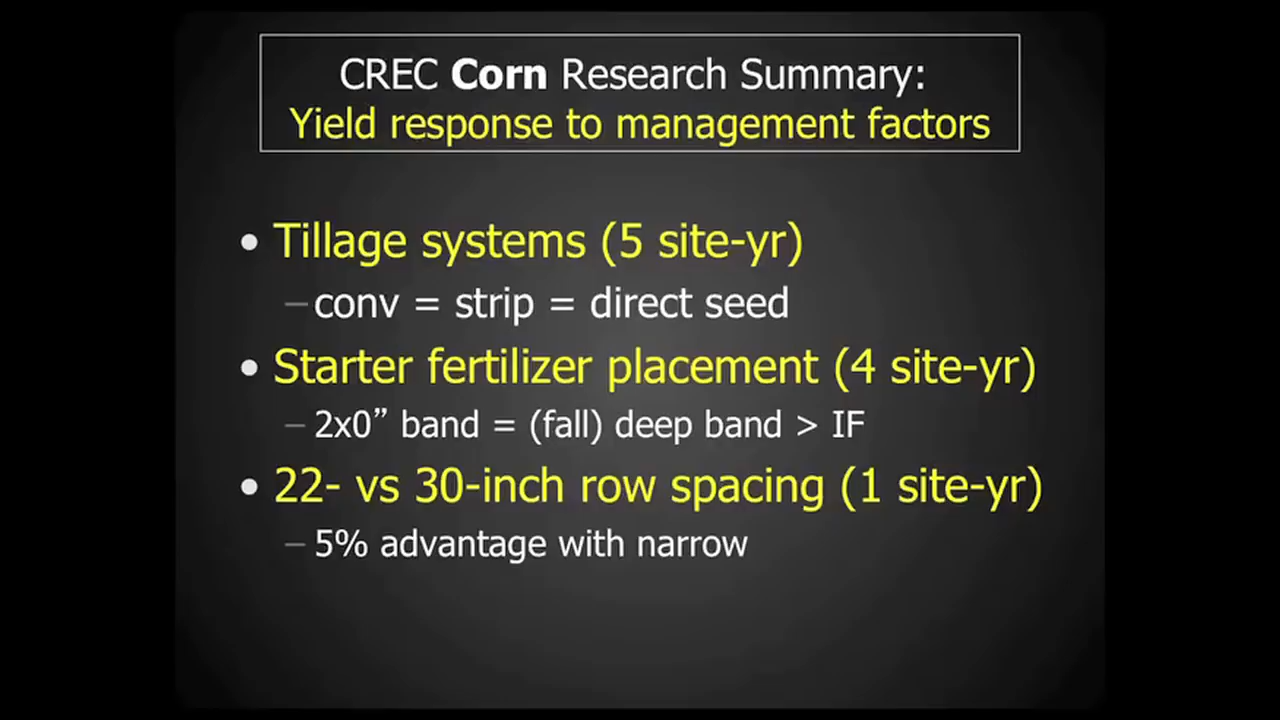 CREC Corn Research Summary:
Yield response to management factors
• Tillage systems (5 site-yr)
– conv = strip = direct seed
• Starter fertilizer placement (4 site-yr)
– 2x0” band = (fall) deep band > IF
• 22- vs 30-inch row spacing (1 site-yr)
– 5% advantage with narrow